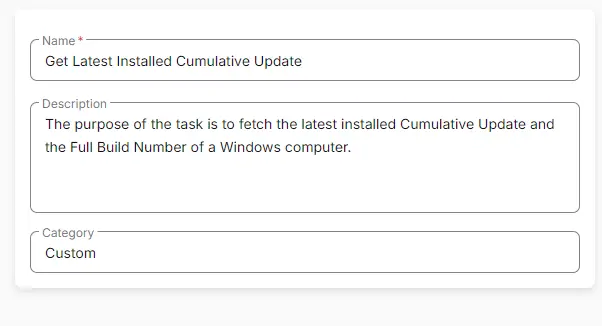 Name *
Get Latest Installed Cumulative Update
Description
The purpose of the task is to fetch the latest installed Cumulative Update and
the Full Build Number of a Windows computer.
Category
Custom